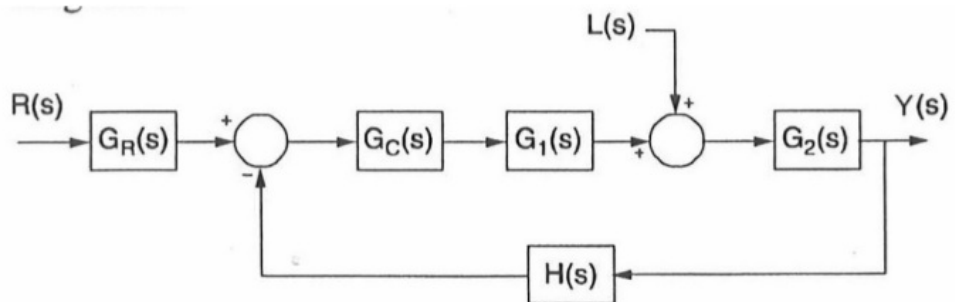 L(s)
R(s)
Y(s)
+
+
G_R(s)
G_C(s)
G_1(s)
G_2(s)
+
-
H(s)